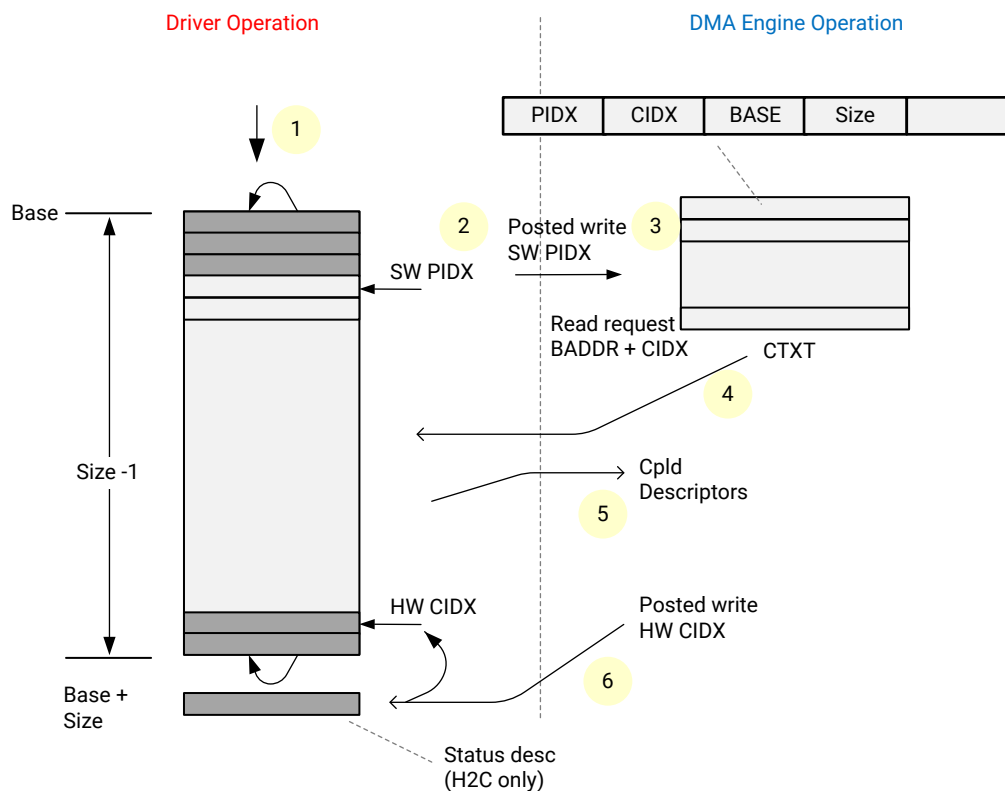 Driver Operation
DMA Engine Operation
PIDX
CIDX
BASE
Size
1
Base
2
Posted write
SW PIDX
3
SW PIDX
Read request
BADDR + CIDX
CTXT
4
Size -1
Cpld
Descriptors
5
HW CIDX
Posted write
HW CIDX
6
Base +
Size
Status desc
(H2C only)